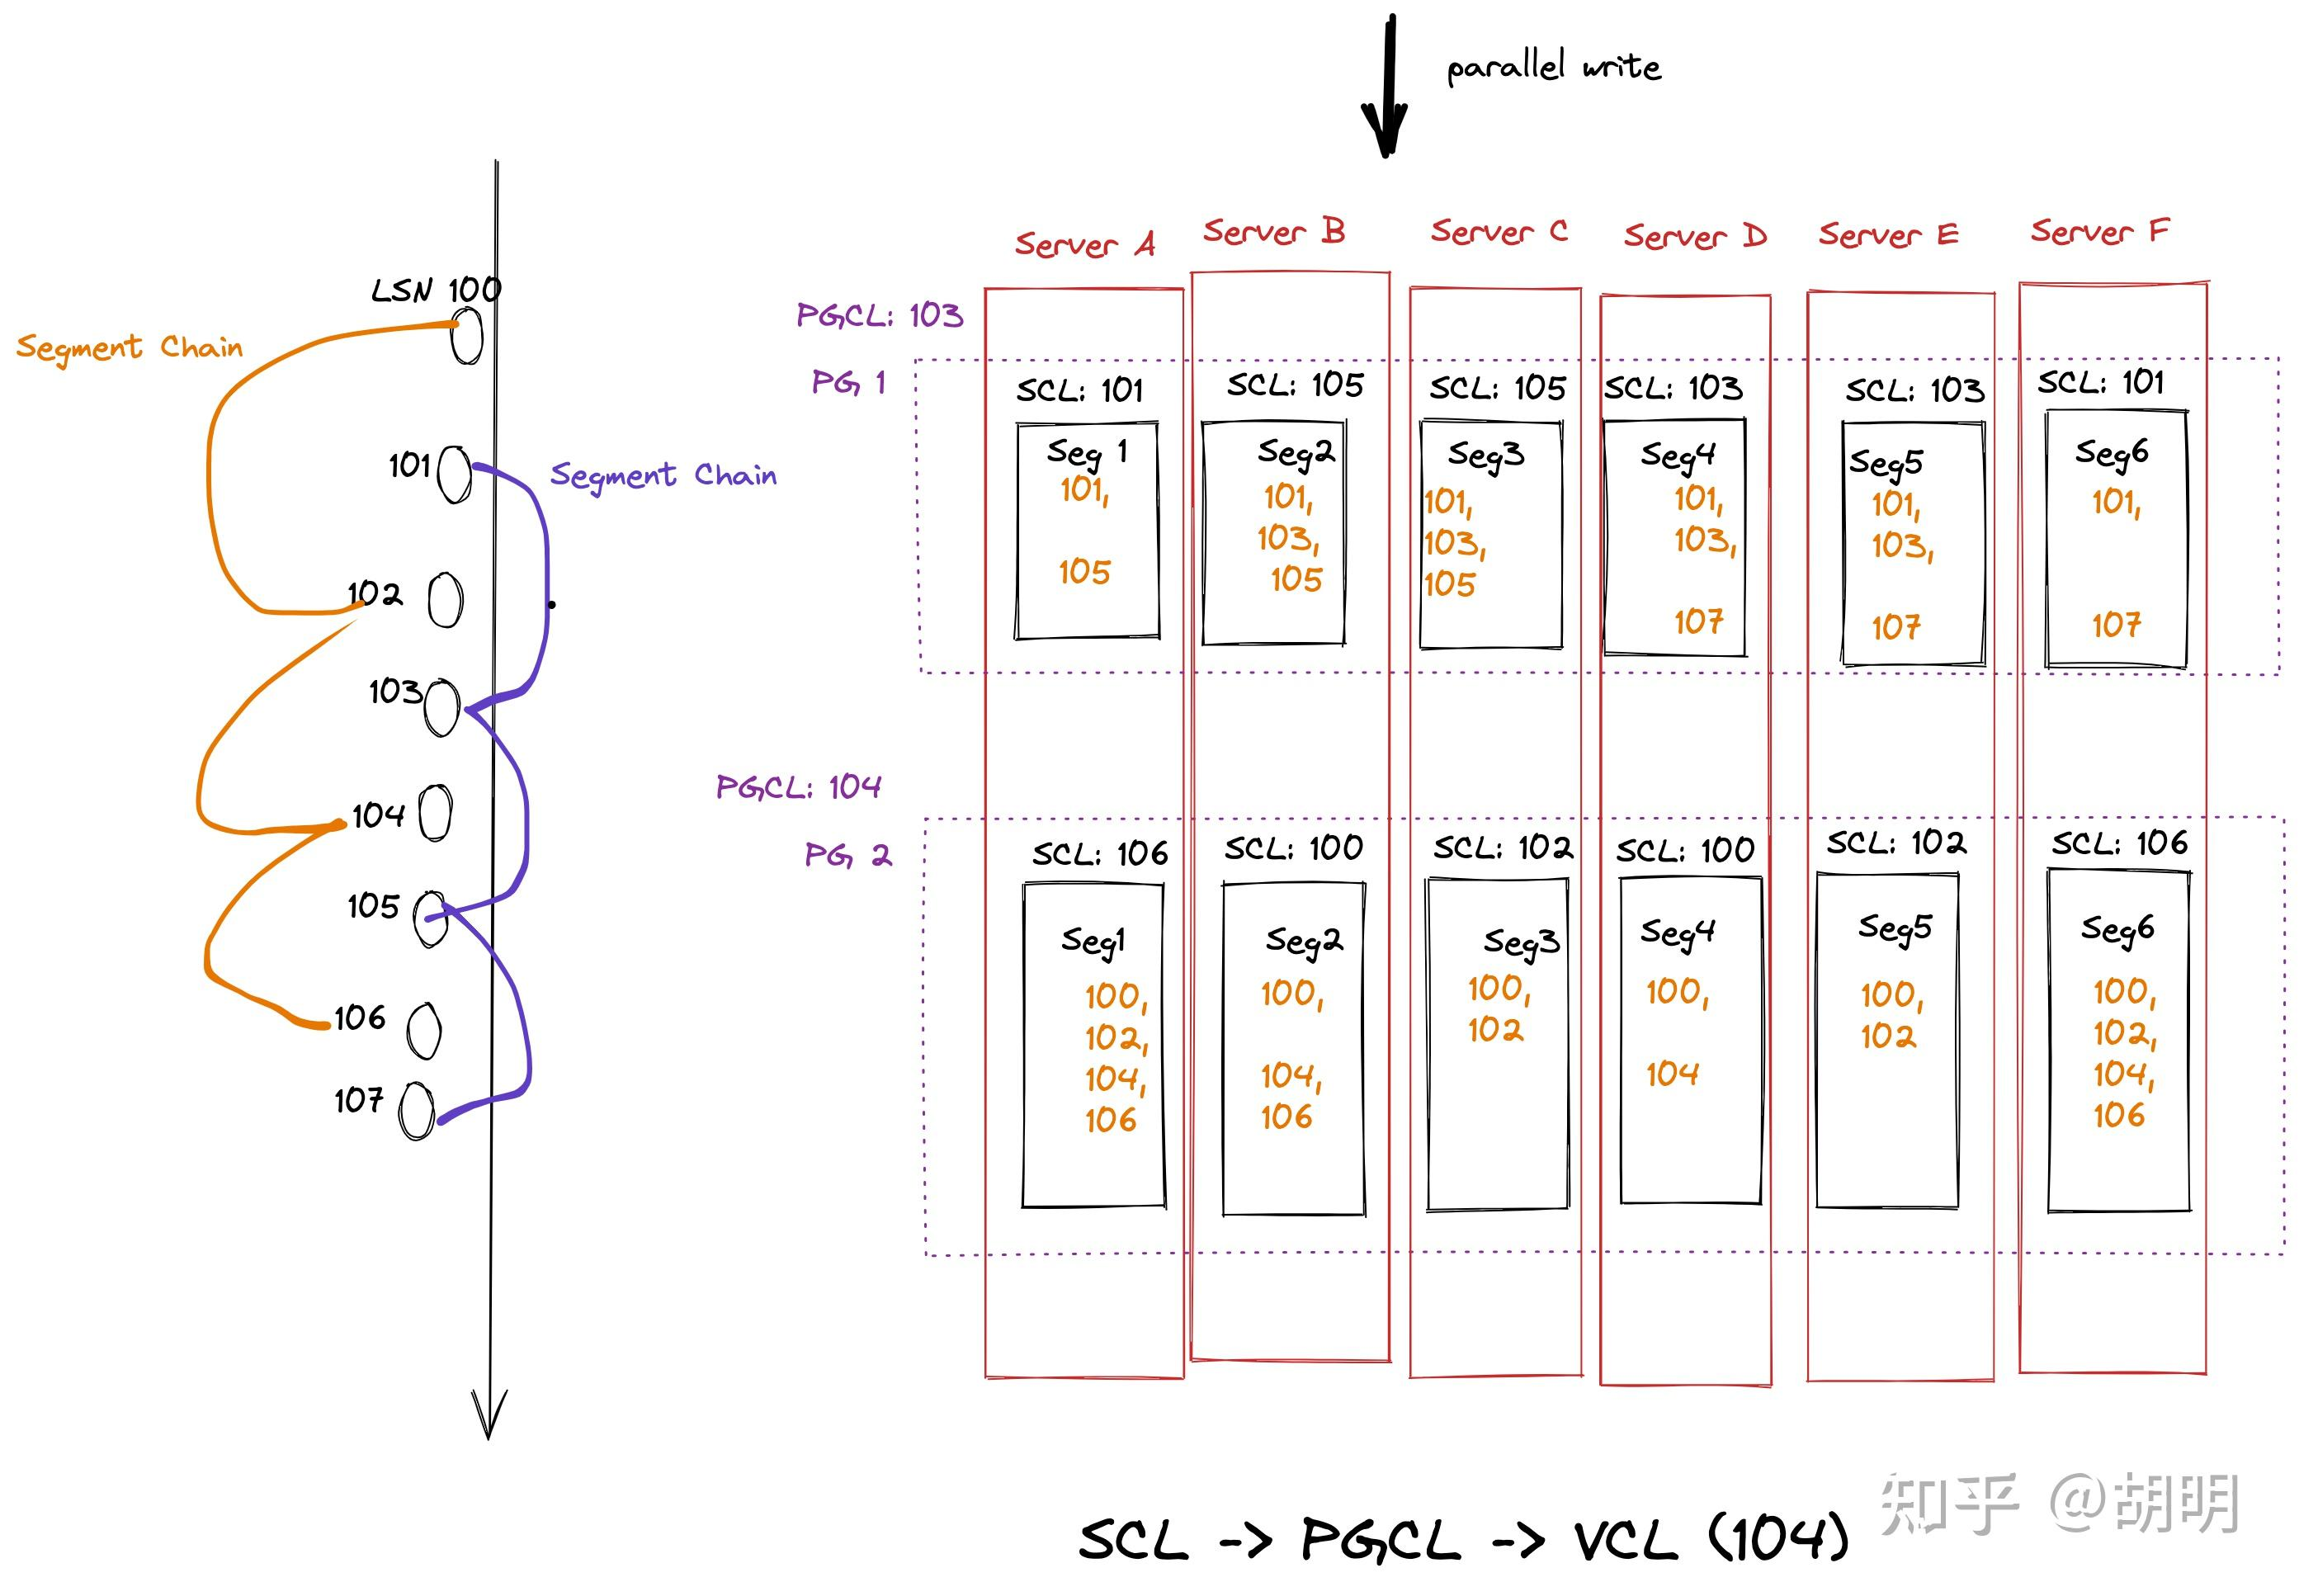 parallel write
LSN 100
Segment Chain
101
Segment Chain
102
103
104
105
106
107
Server A
Server B
Server C
Server D
Server E
Server F
PGCL: 103
PG 1
SCL: 101
Seg 1
101,
105
SCL: 105
Seg2
101,
103,
105
SCL: 105
Seg3
101,
103,
105
SCL: 103
Seg4
101,
103,
107
SCL: 103
Seg5
101,
103,
107
SCL: 101
Seg6
101,
107
PGCL: 104
PG 2
SCL: 106
Seg1
100,
102,
104,
106
SCL: 100
Seg2
100,
104,
106
SCL: 102
Seg3
100,
102
SCL: 100
Seg4
100,
104
SCL: 102
Seg5
100,
102
SCL: 106
Seg6
100,
102,
104,
106
SCL -> PGCL -> VCL (104)
知乎 @胡明